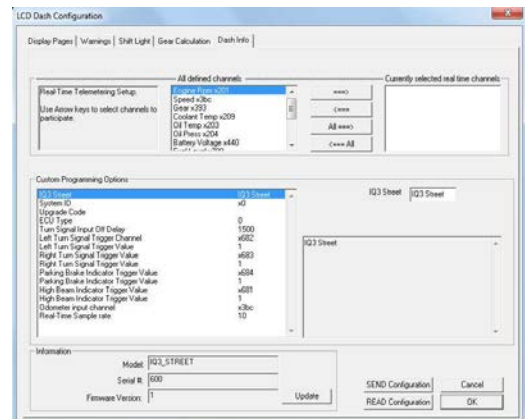 LCD Dash Configuration
Display Pages | Warnings | Shift Light | Gear Calculation | Dash Info
All defined channels
Currently selected real time channels
Real-Time Telemetering Setup.
Use Arrow keys to select channels to
participate.
Engine Rpm x201
Speed x3bc
Gear x393
Coolant Temp x209
Oil Temp x203
Oil Press x204
Battery Voltage x440
===>
<===
All ===>
<=== All
Custom Programming Options
IQ3 Street IQ3 Street
System ID x0
Upgrade Code
ECU Type 0
Turn Signal Input Off Delay 1500
Left Turn Signal Trigger Channel x682
Left Turn Signal Trigger Value 1
Right Turn Signal Trigger Value x683
Right Turn Signal Trigger Value 1
Parking Brake Indicator Trigger Value x684
Parking Brake Indicator Trigger Value 1
High Beam Indicator Trigger Value x681
High Beam Indicator Trigger Value 1
Odometer input channel x3bc
Real-Time Sample rate 10
IQ3 Street IQ3 Street
IQ3 Street
Information
Model: IQ3_STREET
Serial #: 600
Firmware Version: 1
Update
SEND Configuration
Cancel
READ Configuration
OK